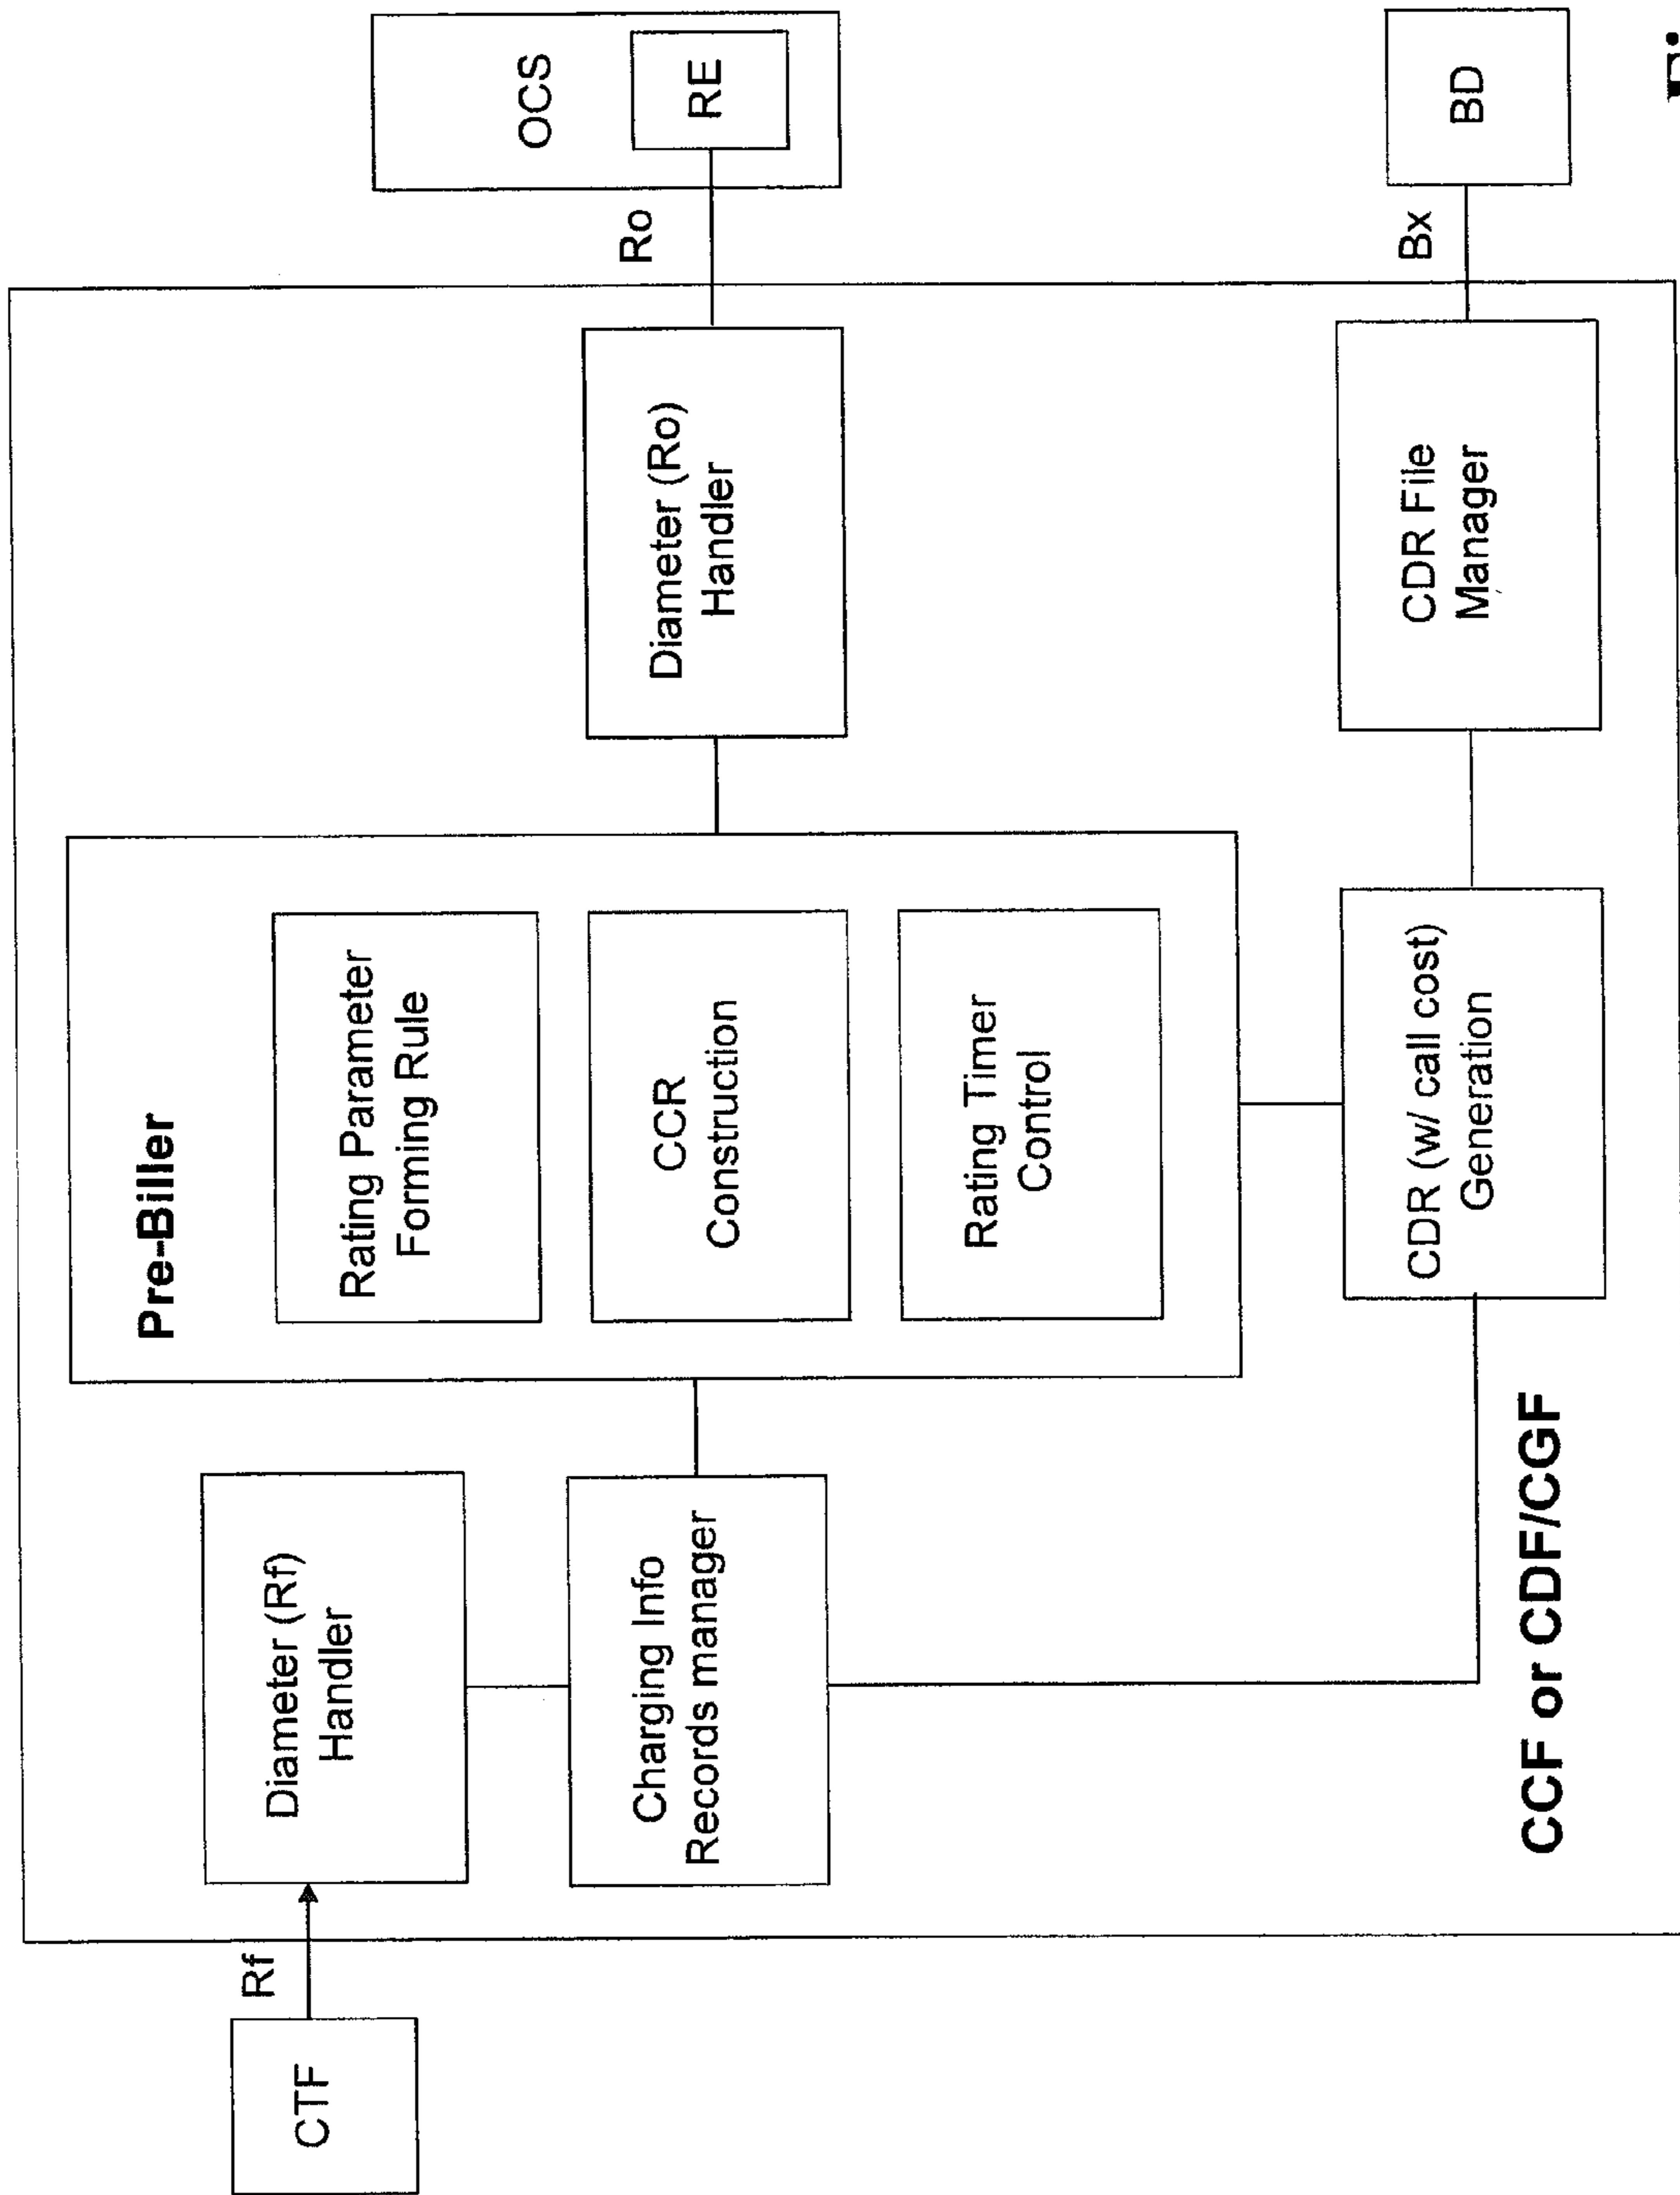 CTF
Rf
Diameter (Rf)
Handler
Charging Info
Records manager
CCF or CDF/CGF
Pre-Biller
Rating Parameter
Forming Rule
CCR
Construction
Rating Timer
Control
CDR (w/ call cost)
Generation
Diameter (Ro)
Handler
CDR File
Manager
Ro
Bx
OCS
RE
BD